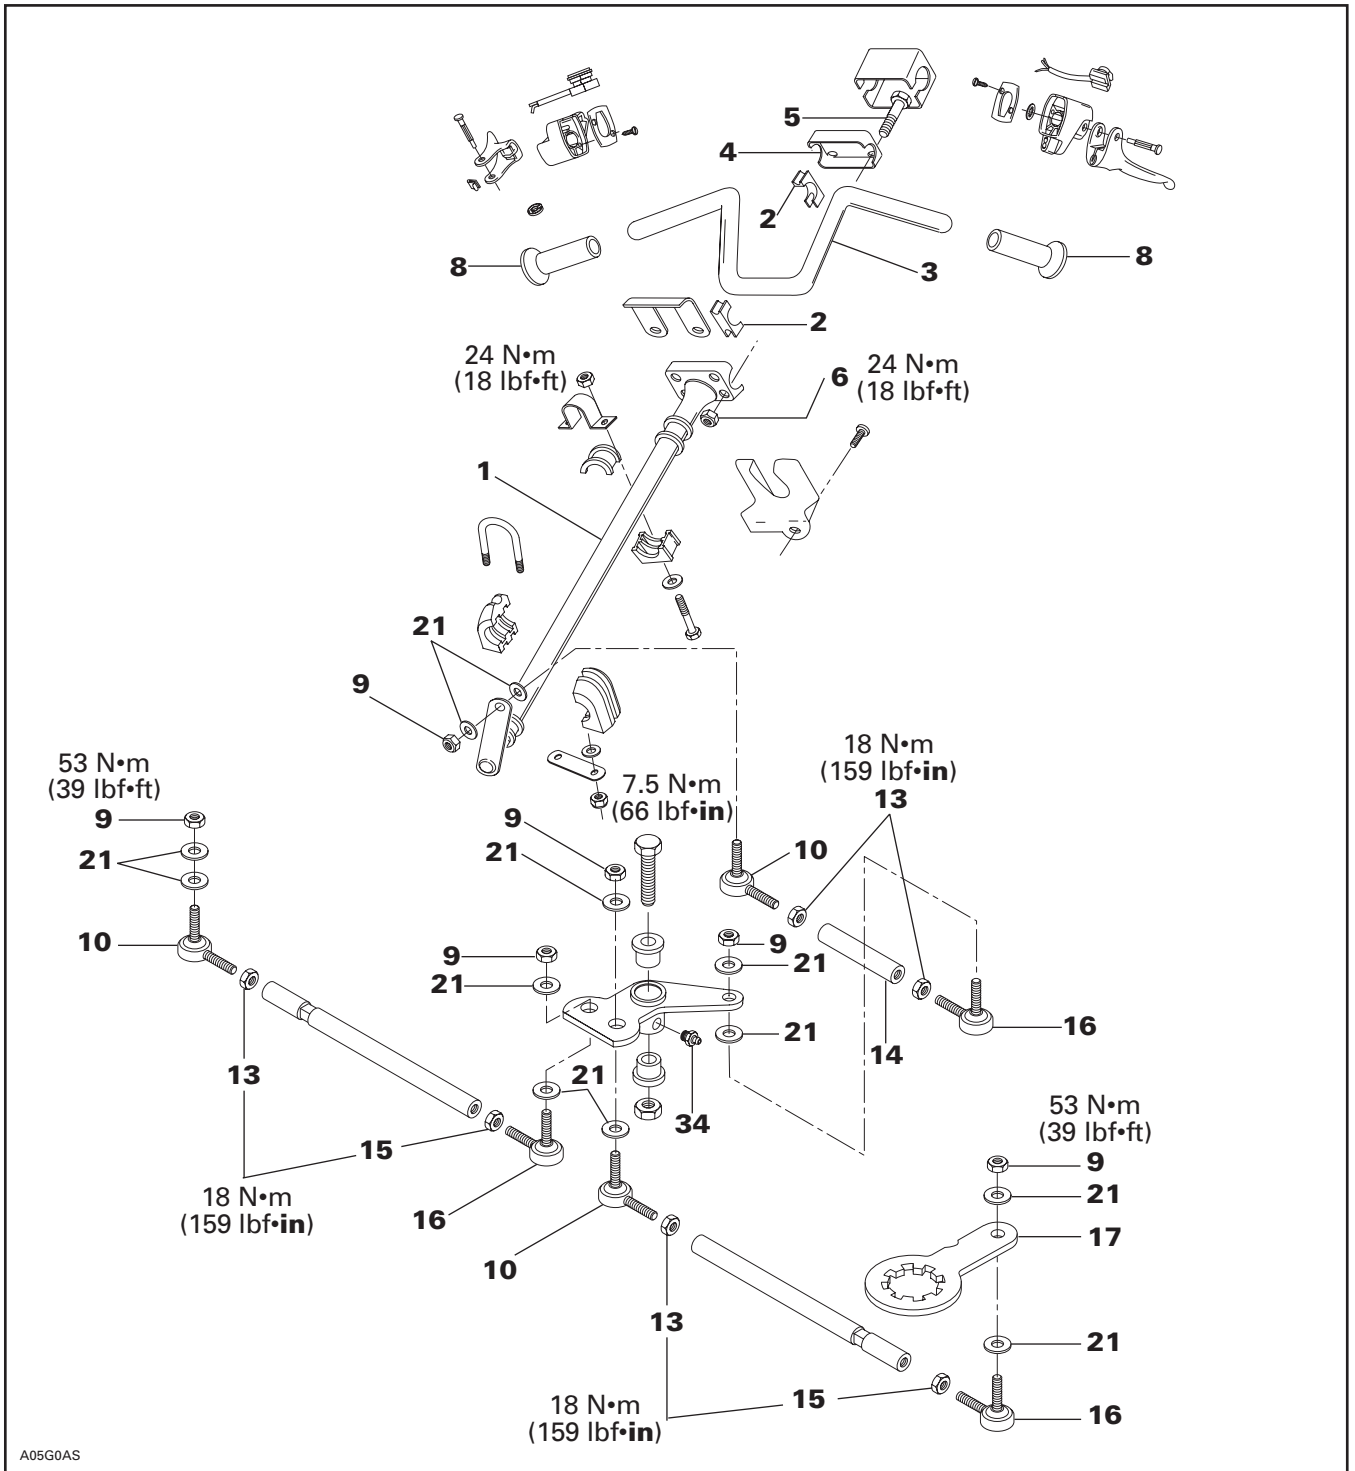 5
4
2
8
3
8
2
24 N•m
(18 lbf•ft)
6
24 N•m
(18 lbf•ft)
1
21
9
53 N•m
(39 lbf•ft)
9
21
10
7.5 N•m
(66 lbf•in)
18 N•m
(159 lbf•in)
13
9
21
10
9
21
9
21
21
14
16
13
15
18 N•m
(159 lbf•in)
21
34
16
10
53 N•m
(39 lbf•ft)
9
21
17
13
21
15
18 N•m
(159 lbf•in)
16
A05G0AS